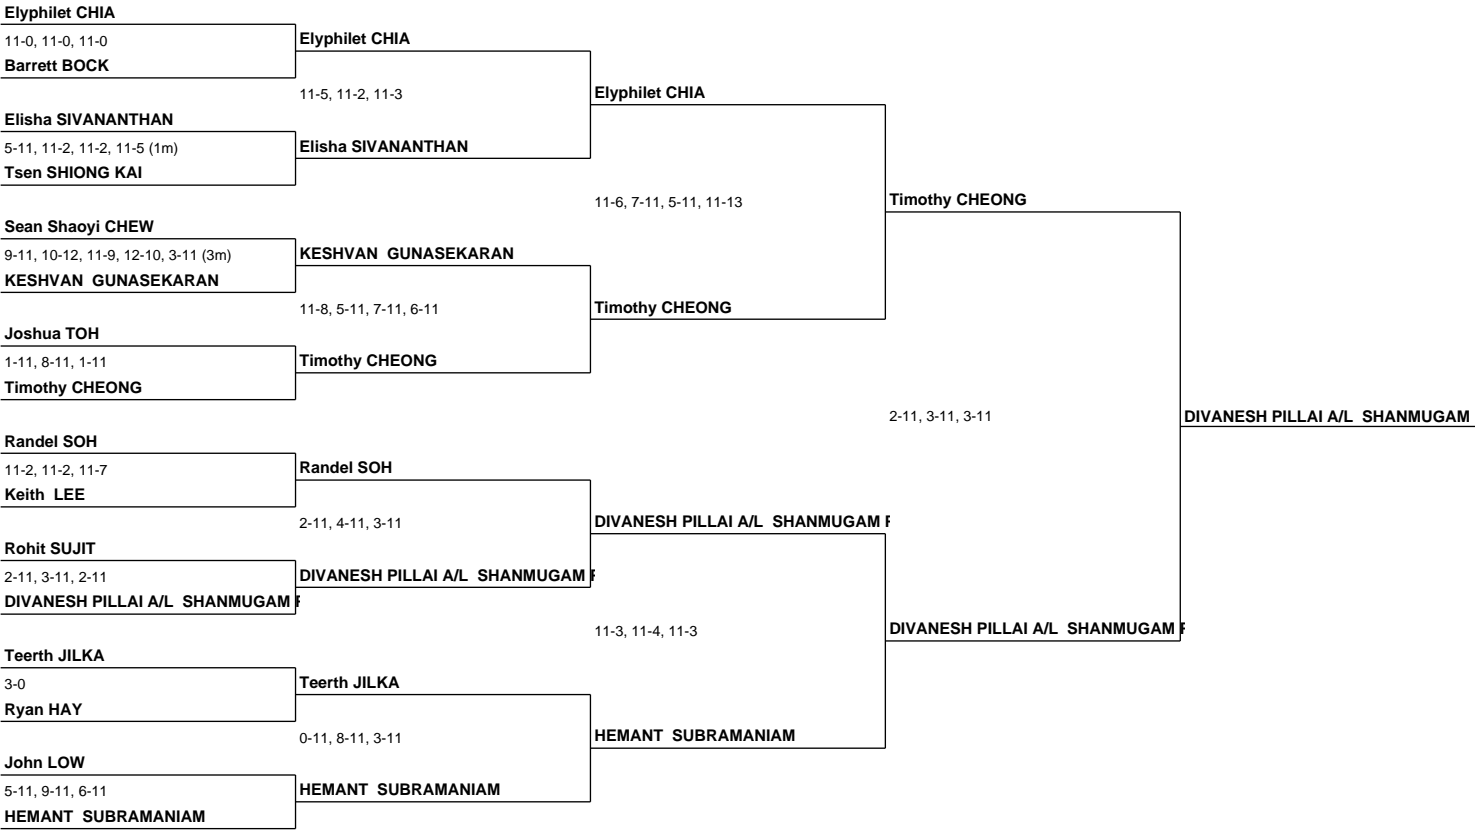 Elyphilet CHIA
11-0, 11-0, 11-0
Barrett BOCK
Elisha SIVANANTHAN
5-11, 11-2, 11-2, 11-5 (1m)
Tsen SHIONG KAI
Sean Shaoyi CHEW
9-11, 10-12, 11-9, 12-10, 3-11 (3m)
KESHVAN GUNASEKARAN
Joshua TOH
1-11, 8-11, 1-11
Timothy CHEONG
Randel SOH
11-2, 11-2, 11-7
Keith LEE
Rohit SUJIT
2-11, 3-11, 2-11
DIVANESH PILLAI A/L SHANMUGAM
Teerth JILKA
3-0
Ryan HAY
John LOW
5-11, 9-11, 6-11
HEMANT SUBRAMANIAM
Elyphilet CHIA
11-5, 11-2, 11-3
Elisha SIVANANTHAN
KESHVAN GUNASEKARAN
11-8, 5-11, 7-11, 6-11
Timothy CHEONG
Randel SOH
2-11, 4-11, 3-11
DIVANESH PILLAI A/L SHANMUGAM
Teerth JILKA
0-11, 8-11, 3-11
HEMANT SUBRAMANIAM
Elyphilet CHIA
11-6, 7-11, 5-11, 11-13
Timothy CHEONG
DIVANESH PILLAI A/L SHANMUGAM
11-3, 11-4, 11-3
HEMANT SUBRAMANIAM
Timothy CHEONG
2-11, 3-11, 3-11
DIVANESH PILLAI A/L SHANMUGAM
DIVANESH PILLAI A/L SHANMUGAM